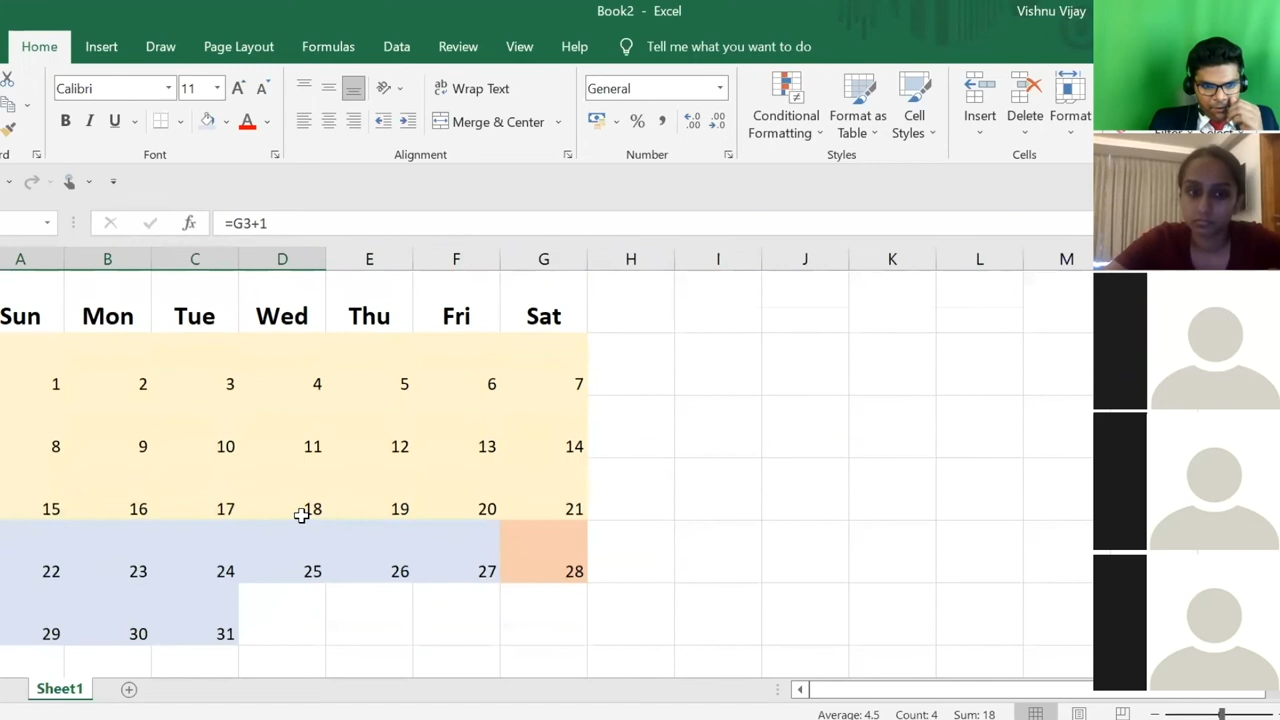 Book2 - Excel
Vishnu Vijay
Home Insert Draw Page Layout Formulas Data Review View Help Tell me what you want to do
Calibri 11 Wrap Text General
B I U Merge & Center Conditional Formatting Format as Table Cell Styles Insert Delete Format
rd Font Alignment Number Styles Cells
fx =G3+1
A B C D E F G H I J K L M
Sun Mon Tue Wed Thu Fri Sat
1 2 3 4 5 6 7
8 9 10 11 12 13 14
15 16 17 18 19 20 21
22 23 24 25 26 27 28
29 30 31
Sheet1
Average: 4.5 Count: 4 Sum: 18